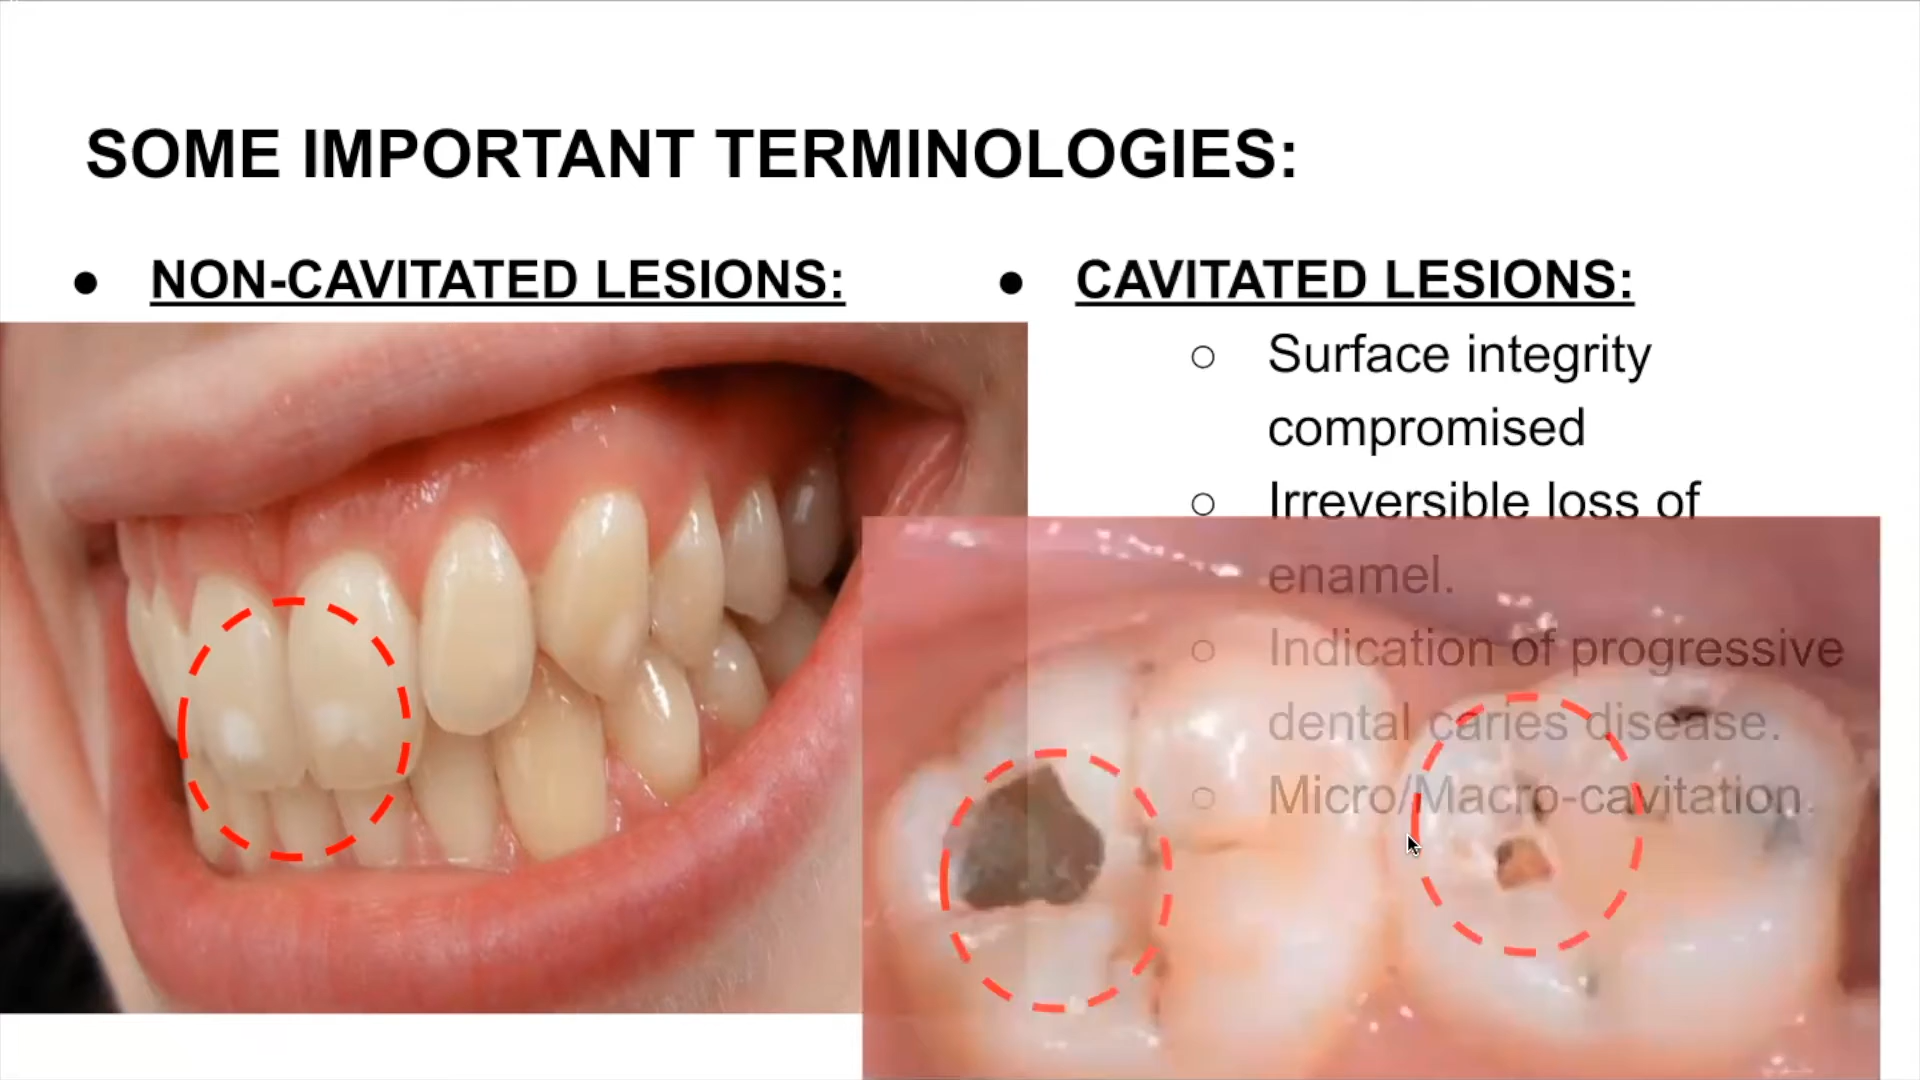 SOME IMPORTANT TERMINOLOGIES:
● NON-CAVITATED LESIONS:
● CAVITATED LESIONS:
○ Surface integrity
compromised
○ Irreversible loss of
enamel.
○ Indication of progressive
dental caries disease.
○ Micro/Macro-cavitation.